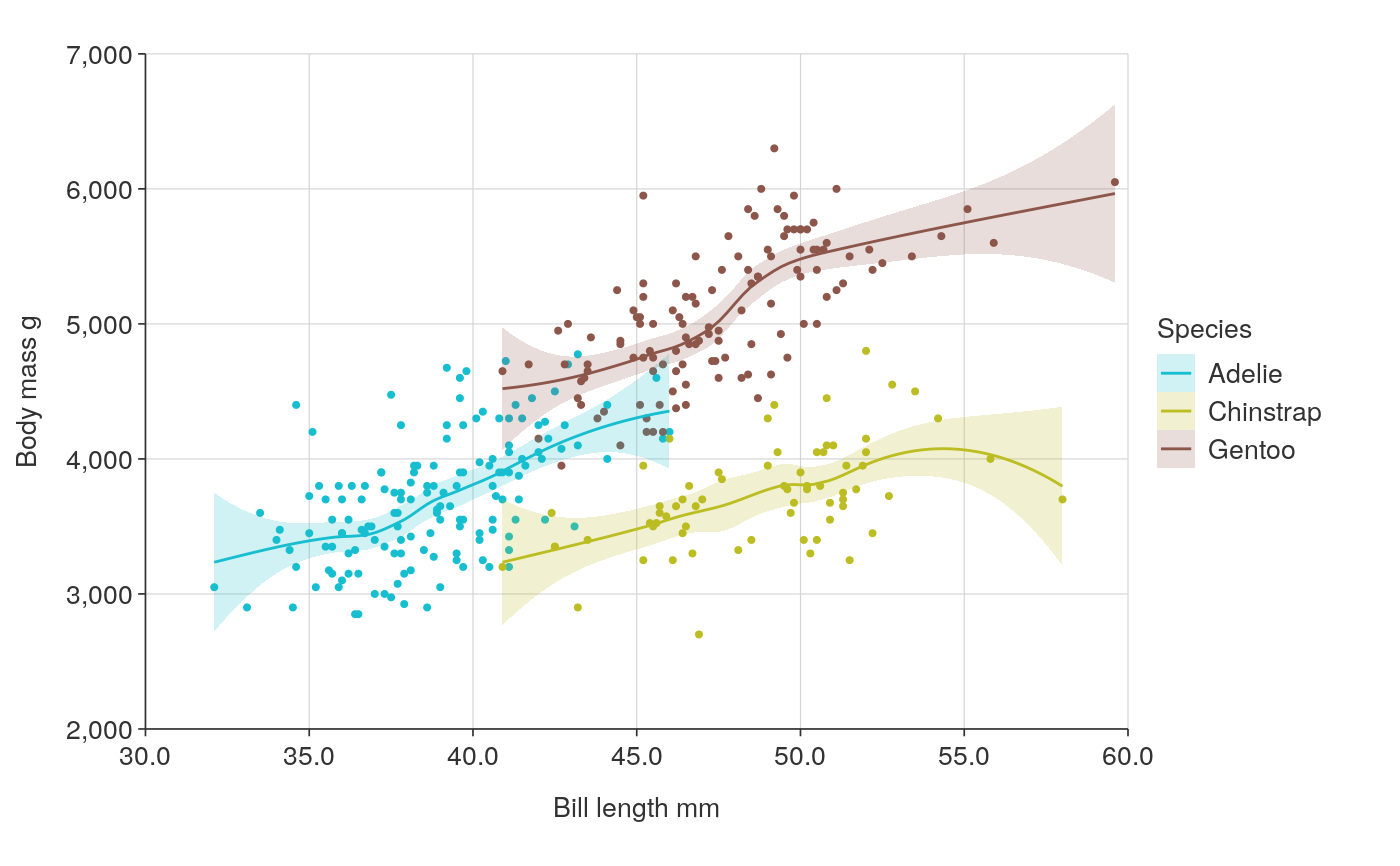 7,000
6,000
5,000
4,000
3,000
2,000
Body mass g
30.0 35.0 40.0 45.0 50.0 55.0 60.0
Bill length mm
Species
Adelie
Chinstrap
Gentoo